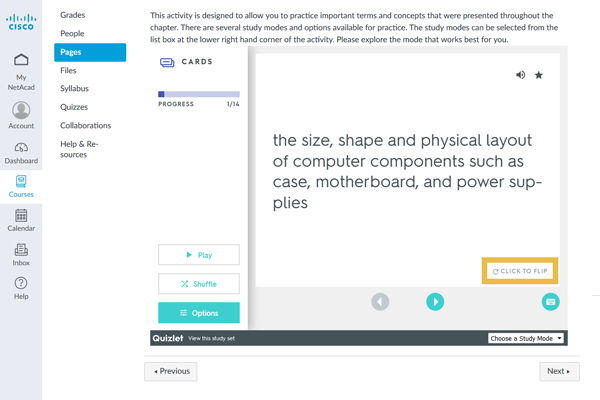 CISCO
My
NetAcad
Account
Dashboard
Courses
Calendar
Inbox
Help
Grades
People
Pages
Files
Syllabus
Quizzes
Collaborations
Help & Re-
sources
This activity is designed to allow you to practice important terms and concepts that were presented throughout the
chapter. There are several study modes and options available for practice. The study modes can be selected from the
list box at the lower right hand corner of the activity. Please explore the mode that works best for you.
CARDS
PROGRESS 1/14
the size, shape and physical layout
of computer components such as
case, motherboard, and power sup-
plies
CLICK TO FLIP
Play
Shuffle
Options
Quizlet View this study set
Choose a Study Mode
Previous
Next